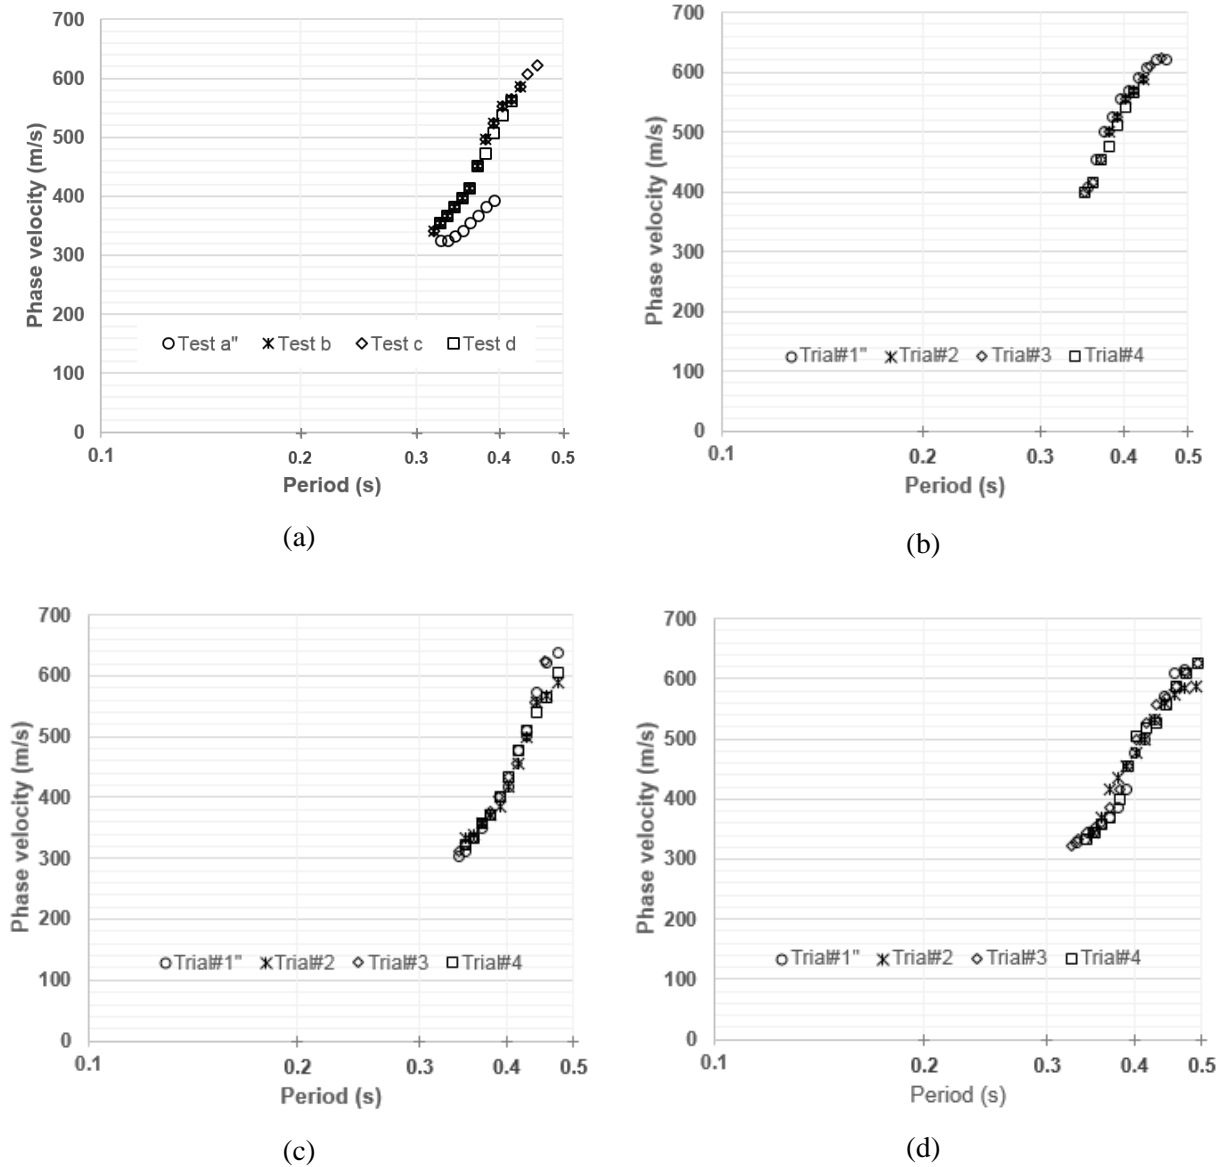 700
600
500
400
300
200
100
0
Phase velocity (m/s)
Test a" Test b Test c Test d
0.1 0.2 0.3 0.4 0.5
Period (s)
(a)
700
600
500
400
300
200
100
0
Phase velocity (m/s)
Trial#1" Trial#2 Trial#3 Trial#4
0.1 0.2 0.3 0.4 0.5
Period (s)
(b)
700
600
500
400
300
200
100
0
Phase velocity (m/s)
Trial#1" Trial#2 Trial#3 Trial#4
0.1 0.2 0.3 0.4 0.5
Period (s)
(c)
700
600
500
400
300
200
100
0
Phase velocity (m/s)
Trial#1" Trial#2 Trial#3 Trial#4
0.1 0.2 0.3 0.4 0.5
Period (s)
(d)